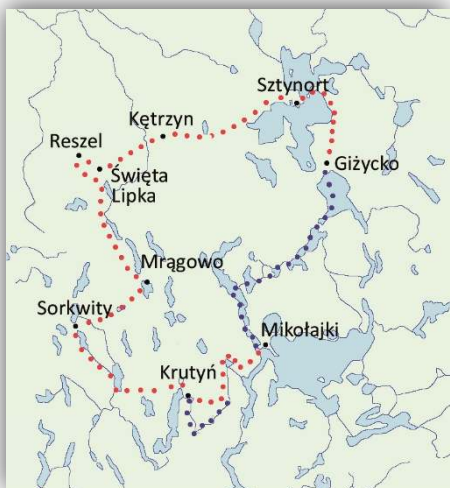 Sztynort
Kętrzyn
Reszel
Giżycko
Święta
Lipka
Mrągowo
Sorkwity
Mikołajki
Krutyń